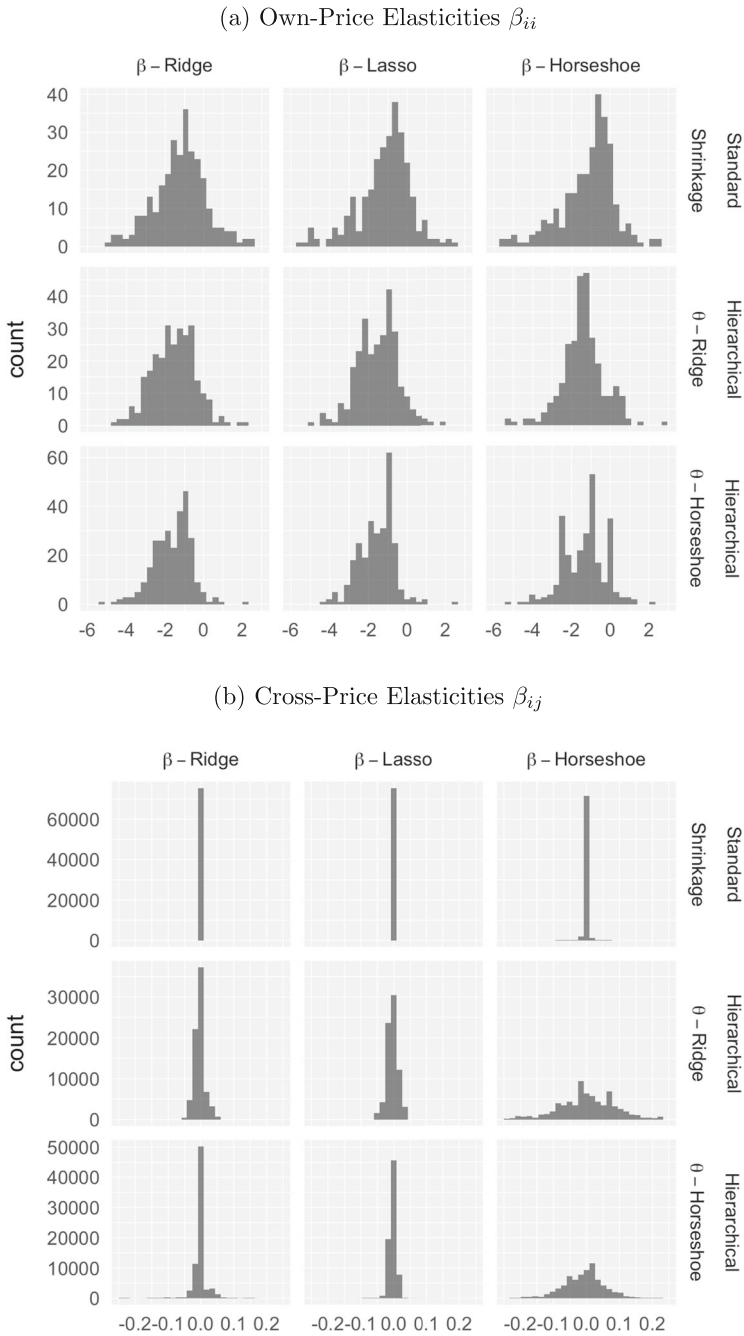 (a) Own-Price Elasticities βii
β – Ridge β – Lasso β – Horseshoe
40
30
20
10
0
Standard
Shrinkage
40
30
20
10
0
Hierarchical
θ – Ridge
count
60
40
20
0
Hierarchical
θ – Horseshoe
-6 -4 -2 0 2 -6 -4 -2 0 2 -6 -4 -2 0 2
(b) Cross-Price Elasticities βij
β – Ridge β – Lasso β – Horseshoe
60000
40000
20000
0
Standard
Shrinkage
30000
20000
10000
0
Hierarchical
θ – Ridge
count
50000
40000
30000
20000
10000
0
Hierarchical
θ – Horseshoe
-0.2 -0.1 0.0 0.1 0.2 -0.2 -0.1 0.0 0.1 0.2 -0.2 -0.1 0.0 0.1 0.2